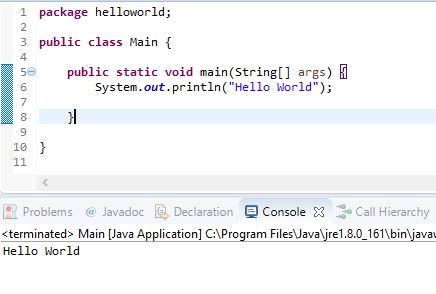 1 package helloworld;
2
3 public class Main {
4
5 public static void main(String[] args) {
6 System.out.println("Hello World");
7
8 }
9
10 }
11
Problems @ Javadoc Declaration Console Call Hierarchy
<terminated> Main [Java Application] C:\Program Files\Java\jre1.8.0_161\bin\javaw
Hello World